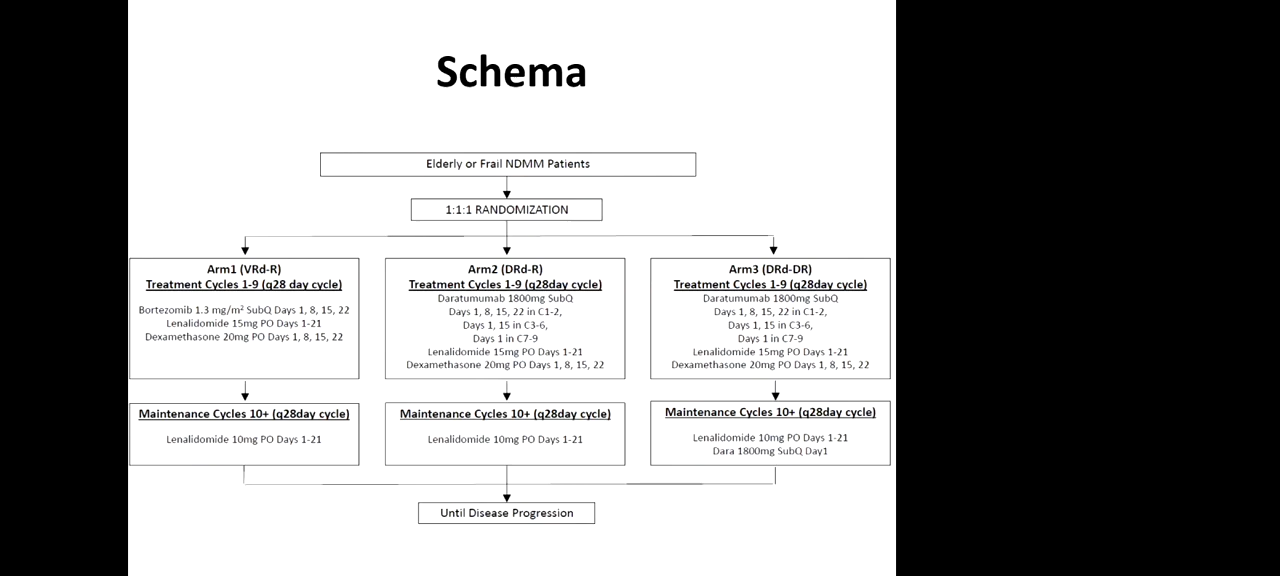 Schema
Elderly or Frail NDMM Patients
1:1:1 RANDOMIZATION
Arm1 (VRd-R)
Treatment Cycles 1-9 (q28 day cycle)
Bortezomib 1.3 mg/m² SubQ Days 1, 8, 15, 22
Lenalidomide 15mg PO Days 1-21
Dexamethasone 20mg PO Days 1, 8, 15, 22
Arm2 (DRd-R)
Treatment Cycles 1-9 (q28day cycle)
Daratumumab 1800mg SubQ
Days 1, 8, 15, 22 in C1-2,
Days 1, 15 in C3-6,
Days 1 in C7-9
Lenalidomide 15mg PO Days 1-21
Dexamethasone 20mg PO Days 1, 8, 15, 22
Arm3 (DRd-DR)
Treatment Cycles 1-9 (q28day cycle)
Daratumumab 1800mg SubQ
Days 1, 8, 15, 22 in C1-2,
Days 1, 15 in C3-6,
Days 1 in C7-9
Lenalidomide 15mg PO Days 1-21
Dexamethasone 20mg PO Days 1, 8, 15, 22
Maintenance Cycles 10+ (q28day cycle)
Lenalidomide 10mg PO Days 1-21
Maintenance Cycles 10+ (q28day cycle)
Lenalidomide 10mg PO Days 1-21
Maintenance Cycles 10+ (q28day cycle)
Lenalidomide 10mg PO Days 1-21
Dara 1800mg SubQ Day1
Until Disease Progression